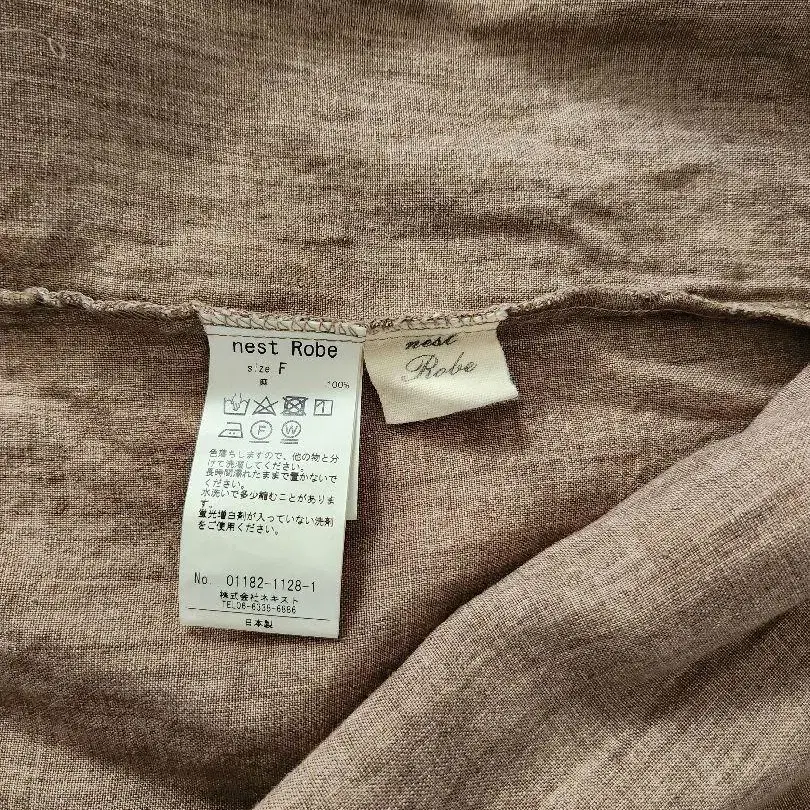 nest Robe
size F
麻 100%
色落ちしますので、他の物と分
けて洗濯してください。
長時間濡れたままで置かないで
ください。
水洗いで多少縮むことがありま
す。
蛍光増白剤が入っていない洗剤
をご使用ください。
No. 01182-1128-1
株式会社ネキスト
TEL06-6339-6886
日本製
nest
Robe